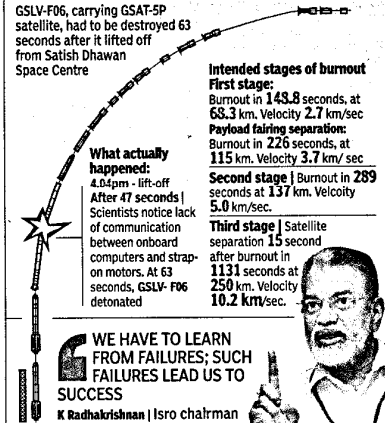 GSLV-F06, carrying GSAT-5P
satellite, had to be destroyed 63
seconds after it lifted off
from Satish Dhawan
Space Centre
Intended stages of burnout
First stage:
Burnout in 148.8 seconds, at
68.3 km. Velocity 2.7 km/sec
Payload fairing separation:
Burnout in 226 seconds, at
115 km. Velocity 3.7 km/ sec
Second stage | Burnout in 289
seconds at 137 km. Velcoity
5.0 km/sec.
Third stage | Satellite
separation 15 second
after burnout in
1131 seconds at
250 km. Velocity
10.2 km/sec.
What actually
happened:
4.04pm - lift-off
After 47 seconds |
Scientists notice lack
of communication
between onboard
computers and strap-
on motors. At 63
seconds, GSLV- F06
detonated
WE HAVE TO LEARN
FROM FAILURES; SUCH
FAILURES LEAD US TO
SUCCESS
K Radhakrishnan | Isro chairman